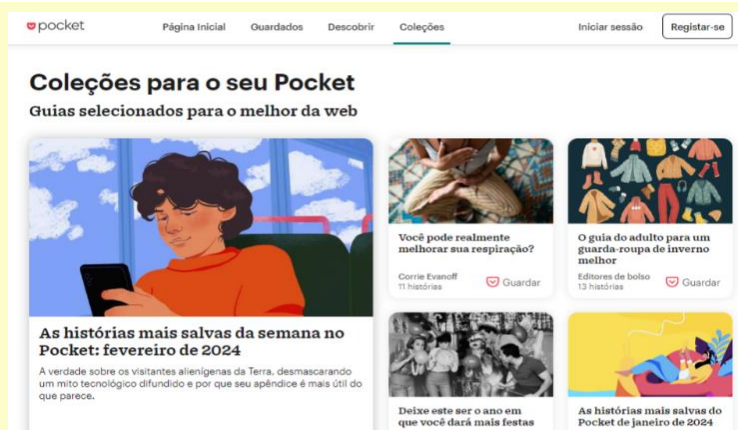 pocket
Página Inicial
Guardados
Descobrir
Coleções
Iniciar sessão
Registar-se
Coleções para o seu Pocket
Guias selecionados para o melhor da web
As histórias mais salvas da semana no
Pocket: fevereiro de 2024
A verdade sobre os visitantes alienígenas da Terra, desmascarando
um mito tecnológico difundido e por que seu apêndice é mais útil do
que parece.
Você pode realmente
melhorar sua respiração?
Corrie Evanoff
11 histórias
Guardar
O guia do adulto para um
guarda-roupa de inverno
melhor
Editores de bolso
13 histórias
Guardar
Deixe este ser o ano em
que você dará mais festas
As histórias mais salvas do
Pocket de janeiro de 2024